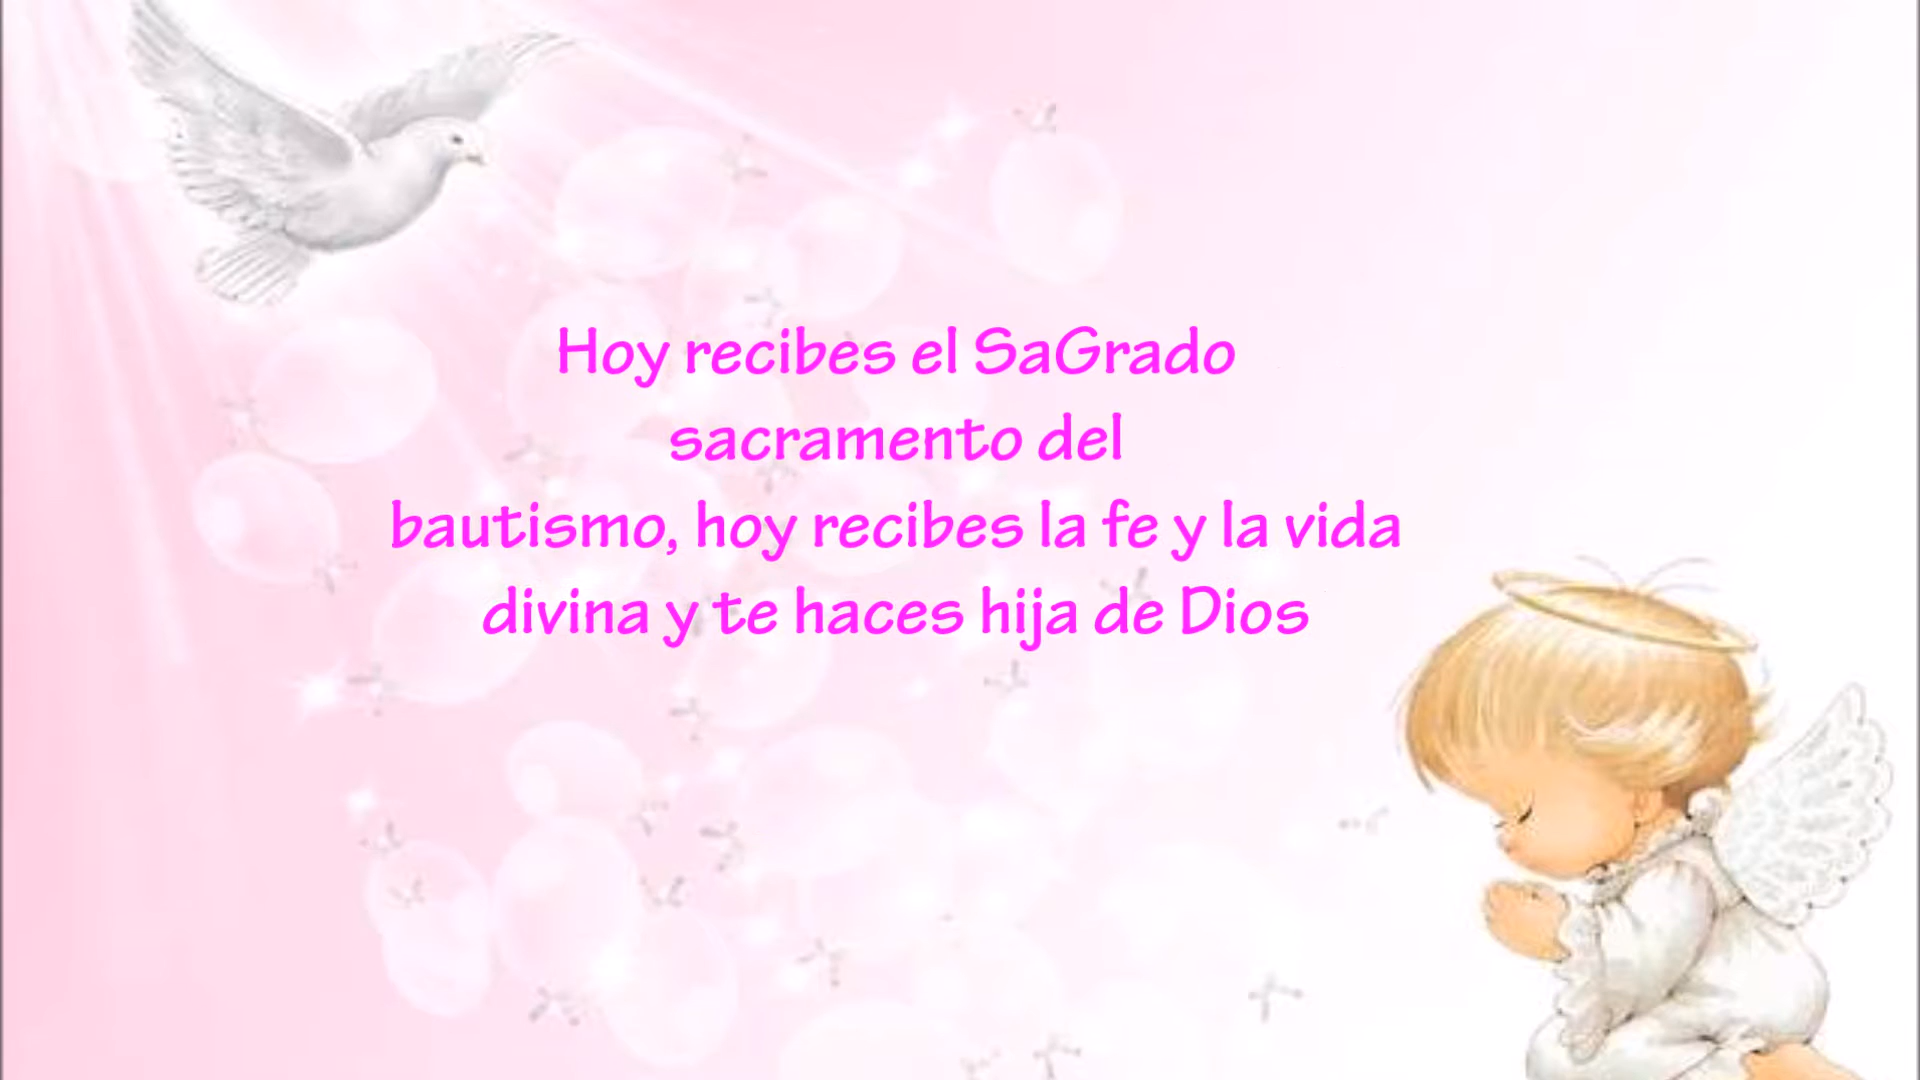 Hoy recibes el SaGrado
sacramento del
bautismo, hoy recibes la fe y la vida
divina y te haces hija de Dios